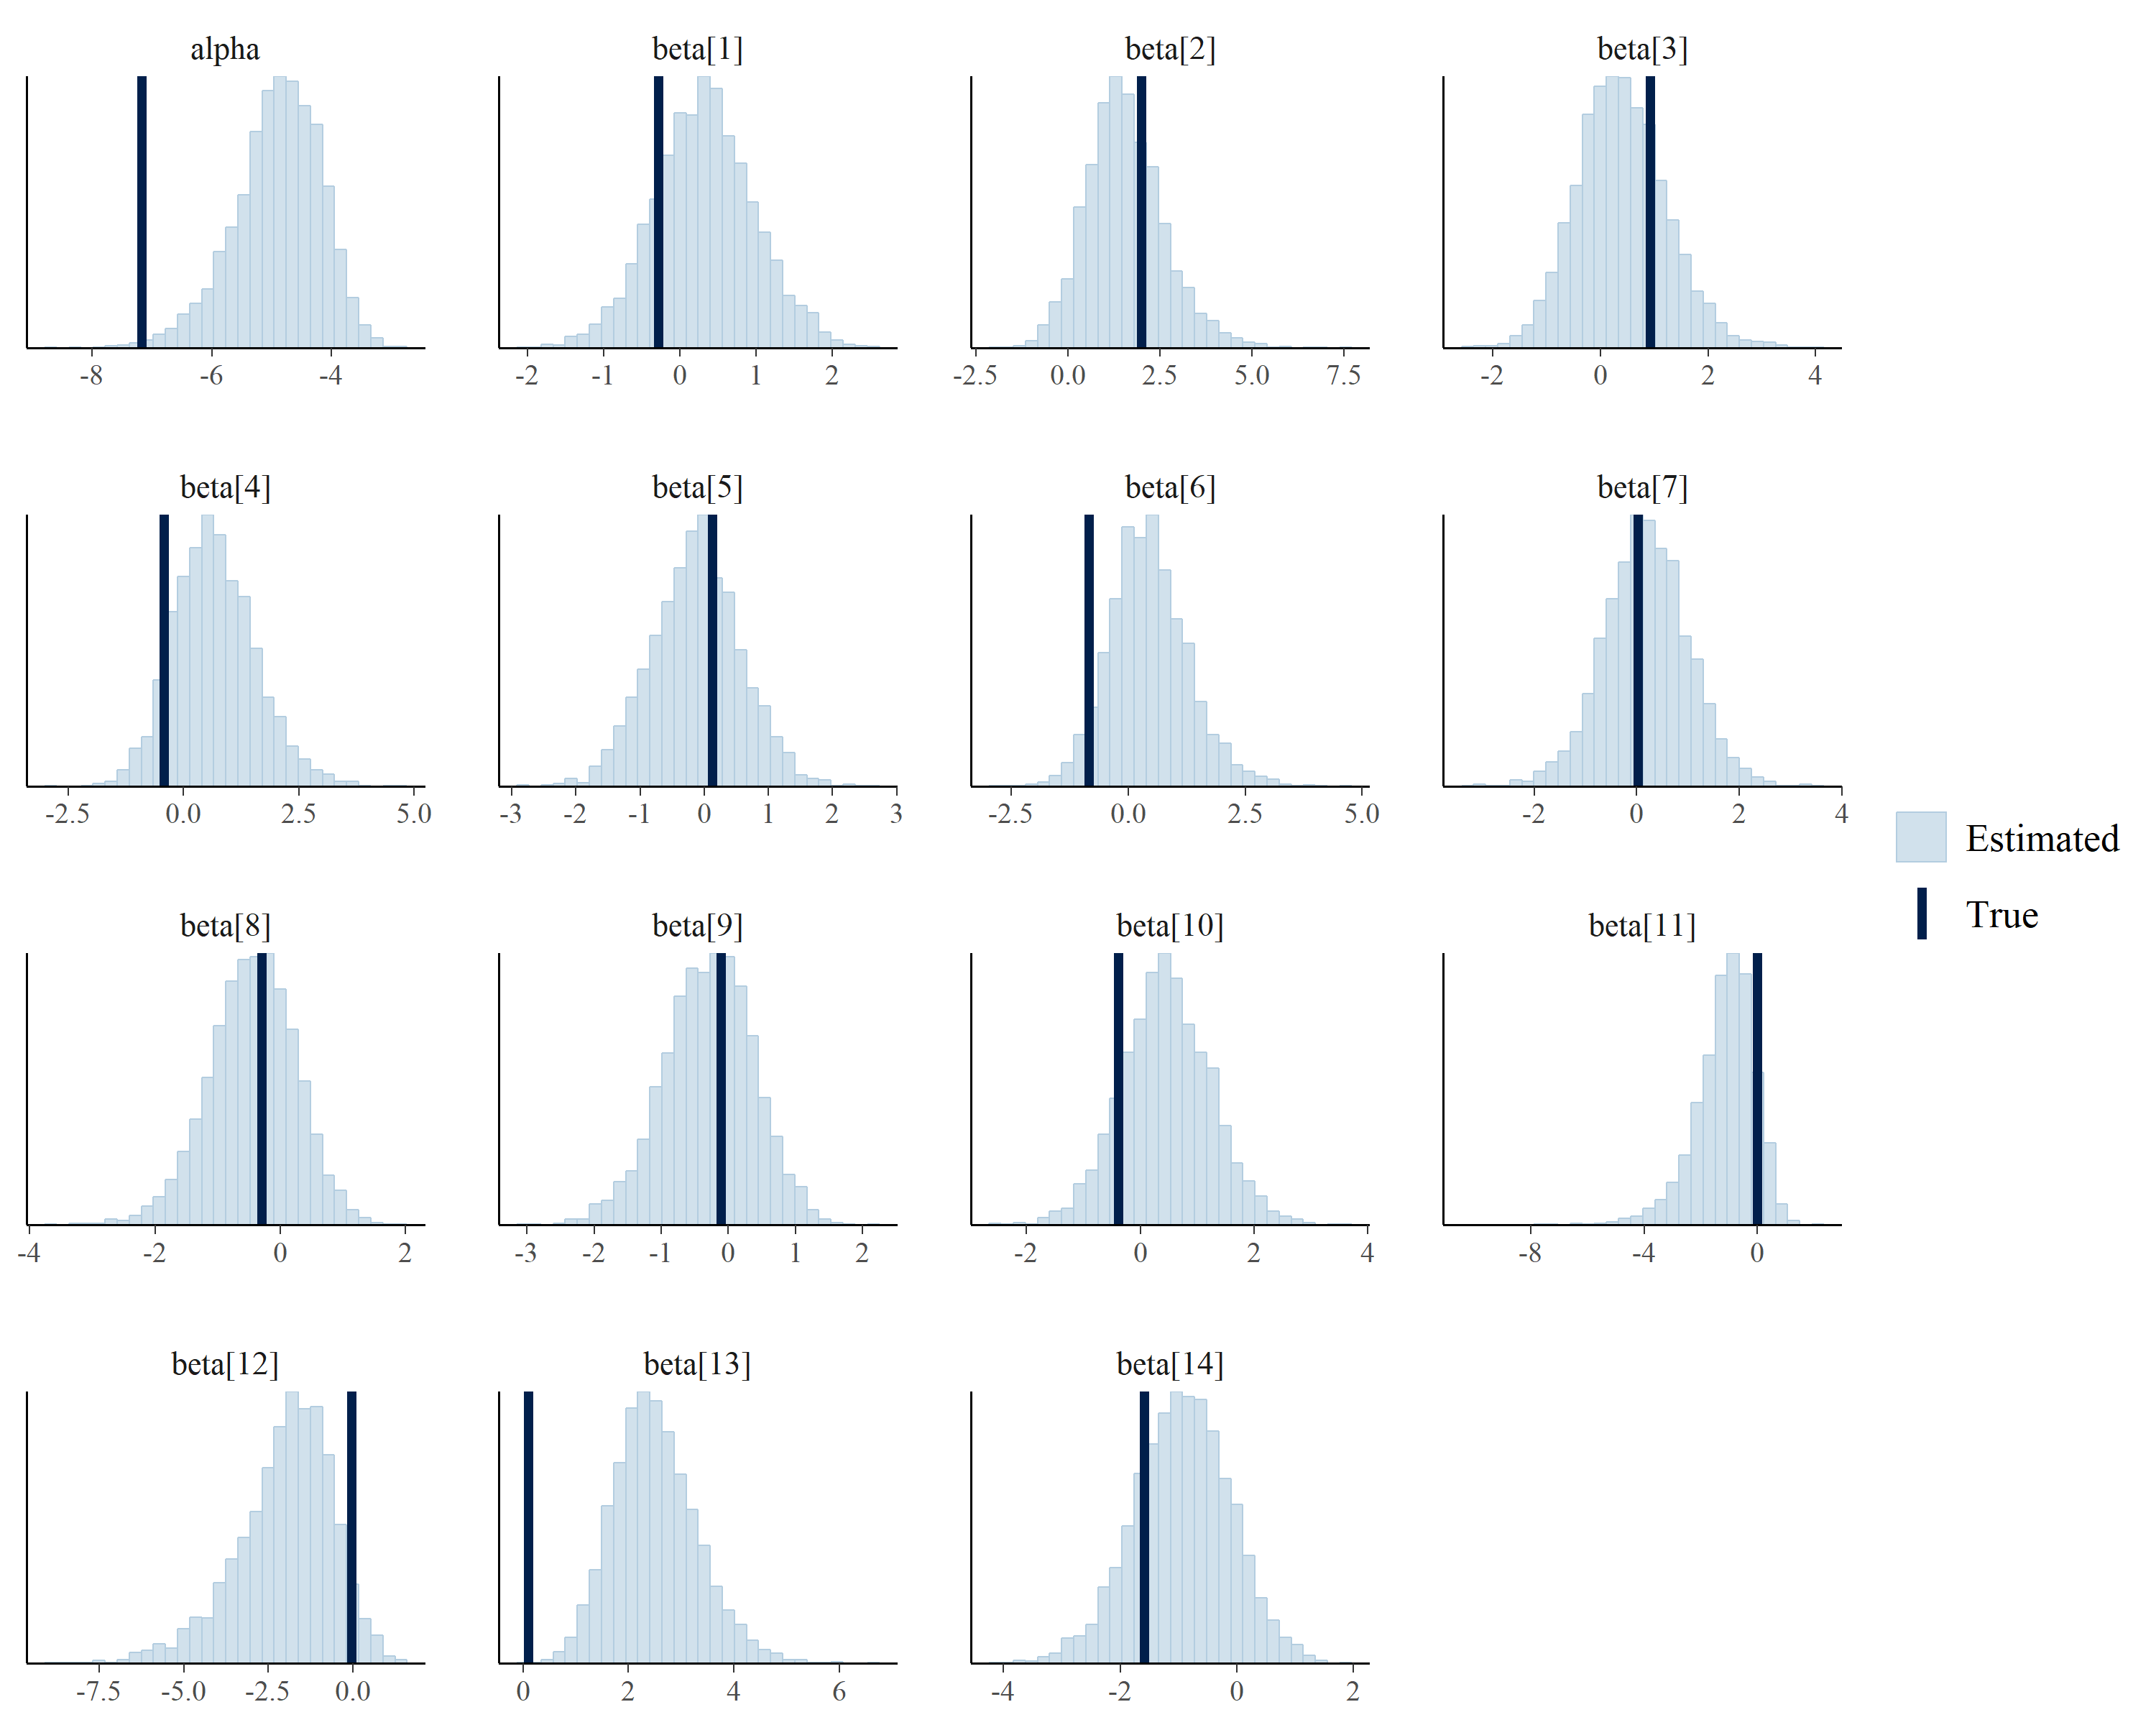 alpha beta[1] beta[2] beta[3]
-8 -6 -4 -2 -1 0 1 2 -2.5 0.0 2.5 5.0 7.5 -2 0 2 4
beta[4] beta[5] beta[6] beta[7]
-2.5 0.0 2.5 5.0 -3 -2 -1 0 1 2 3 -2.5 0.0 2.5 5.0 -2 0 2 4
Estimated
True
beta[8] beta[9] beta[10] beta[11]
-4 -2 0 2 -3 -2 -1 0 1 2 -2 0 2 4 -8 -4 0
beta[12] beta[13] beta[14]
-7.5 -5.0 -2.5 0.0 0 2 4 6 -4 -2 0 2